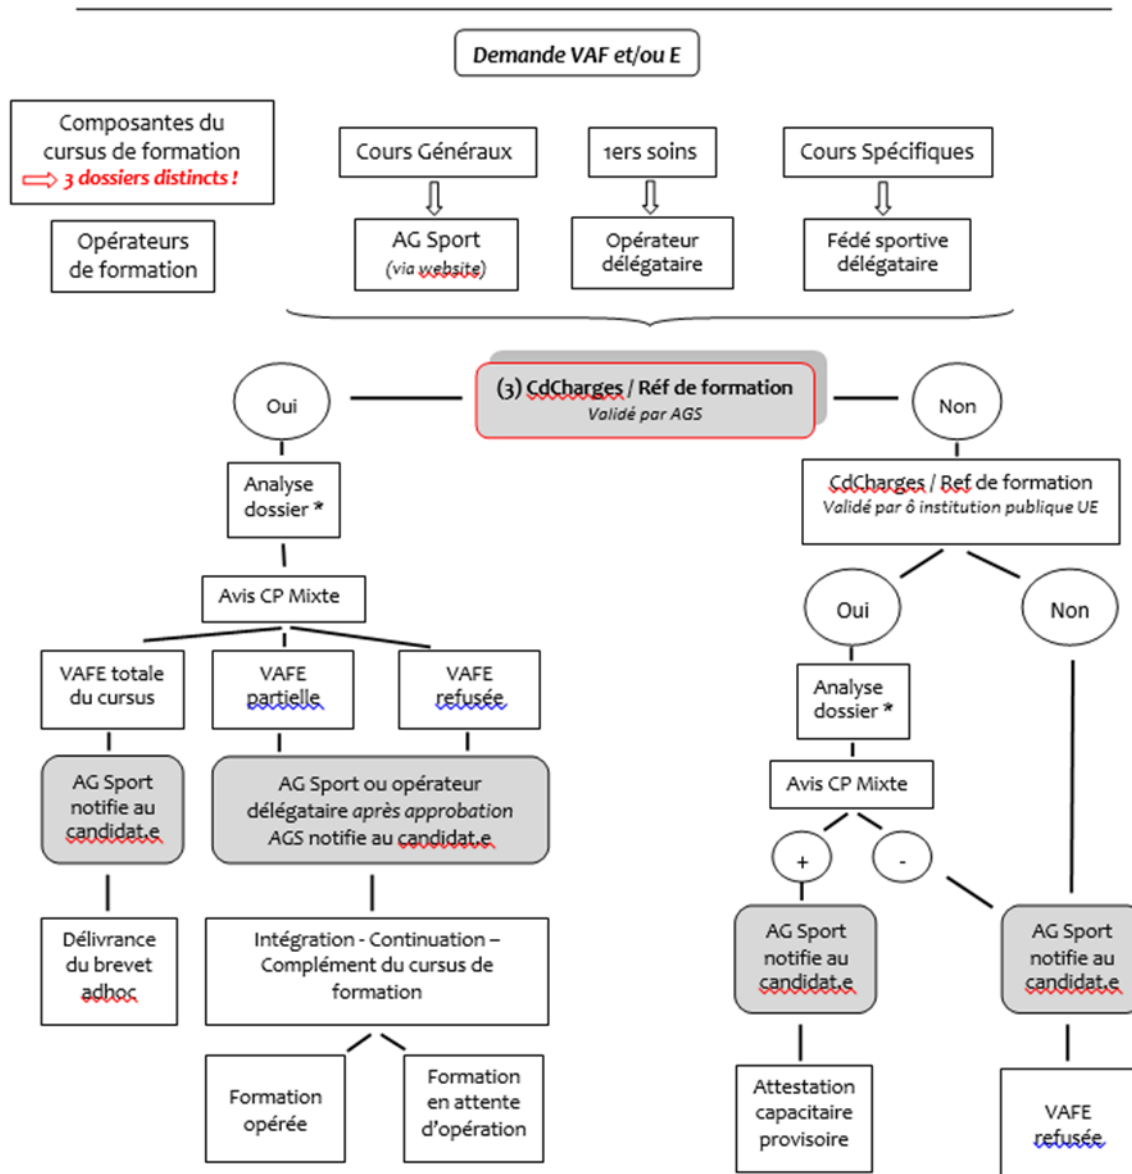 Demande VAF et/ou E
Composantes du
cursus de formation
⇨ 3 dossiers distincts !
Cours Généraux
1ers soins
Cours Spécifiques
Opérateurs
de formation
AG Sport
(via website)
Opérateur
délégataire
Fédé sportive
délégataire
(3) CdCharges / Réf de formation
Validé par AGS
Oui
Non
Analyse
dossier *
CdCharges / Ref de formation
Validé par ô institution publique UE
Avis CP Mixte
Oui
Non
VAFE totale
du cursus
VAFE
partielle
VAFE
refusée
Analyse
dossier *
AG Sport
notifie au
candidat.e
AG Sport ou opérateur
délégataire après approbation
AGS notifie au candidat.e
Avis CP Mixte
+
-
Délivrance
du brevet
adhoc
Intégration - Continuation –
Complément du cursus de
formation
AG Sport
notifie au
candidat.e
AG Sport
notifie au
candidat.e
Formation
opérée
Formation
en attente
d'opération
Attestation
capacitaire
provisoire
VAFE
refusée